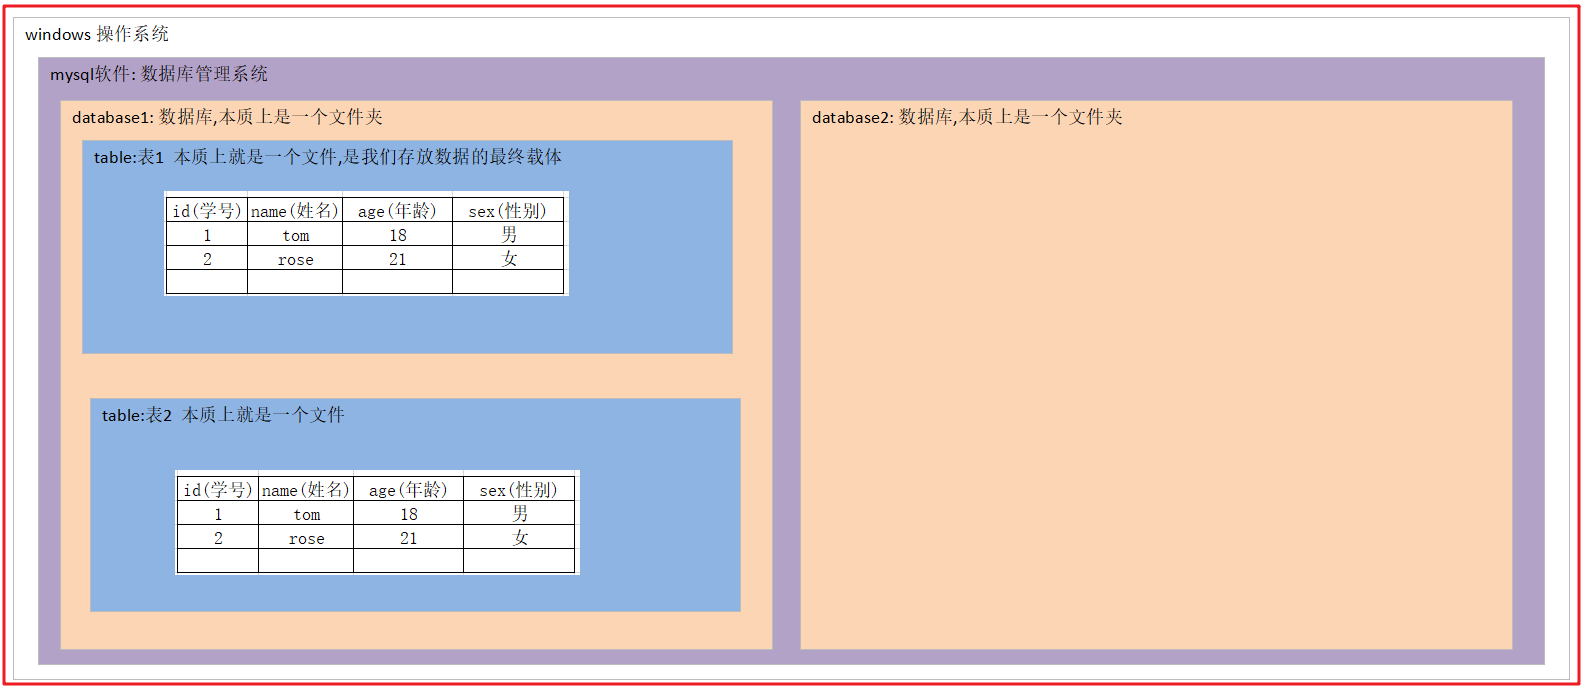 windows 操作系统
mysql软件: 数据库管理系统
database1: 数据库,本质上是一个文件夹
table:表1 本质上就是一个文件,是我们存放数据的最终载体
id(学号) name(姓名) age(年龄) sex(性别)
1 tom 18 男
2 rose 21 女
table:表2 本质上就是一个文件
id(学号) name(姓名) age(年龄) sex(性别)
1 tom 18 男
2 rose 21 女
database2: 数据库,本质上是一个文件夹